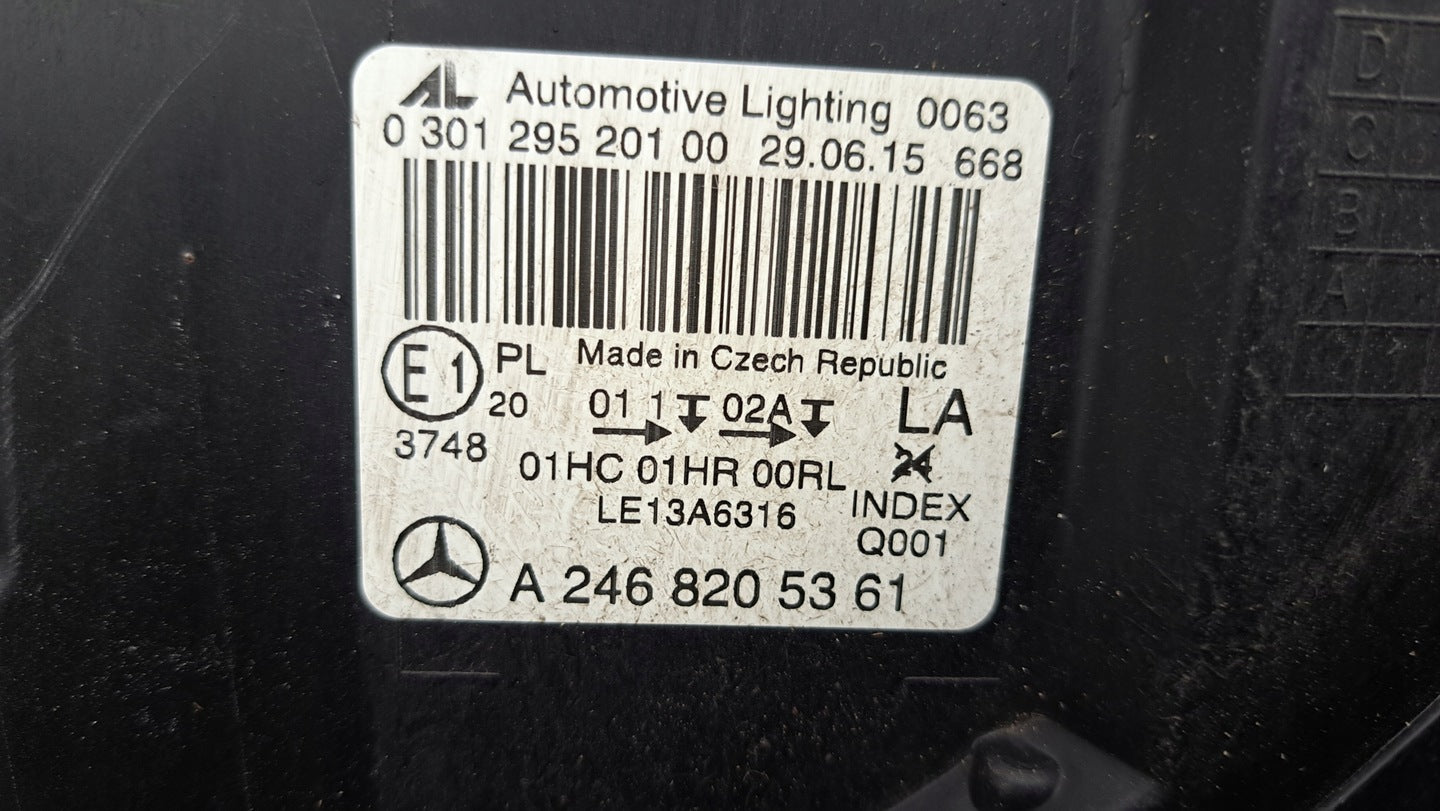 AL Automotive Lighting 0063
0 301 295 201 00 29.06.15 668
E1 PL Made in Czech Republic
20 01 1 02A LA
3748 01HC 01HR 00RL 24
LE13A6316 INDEX
Q001
A 246 820 53 61
D
C
B
A